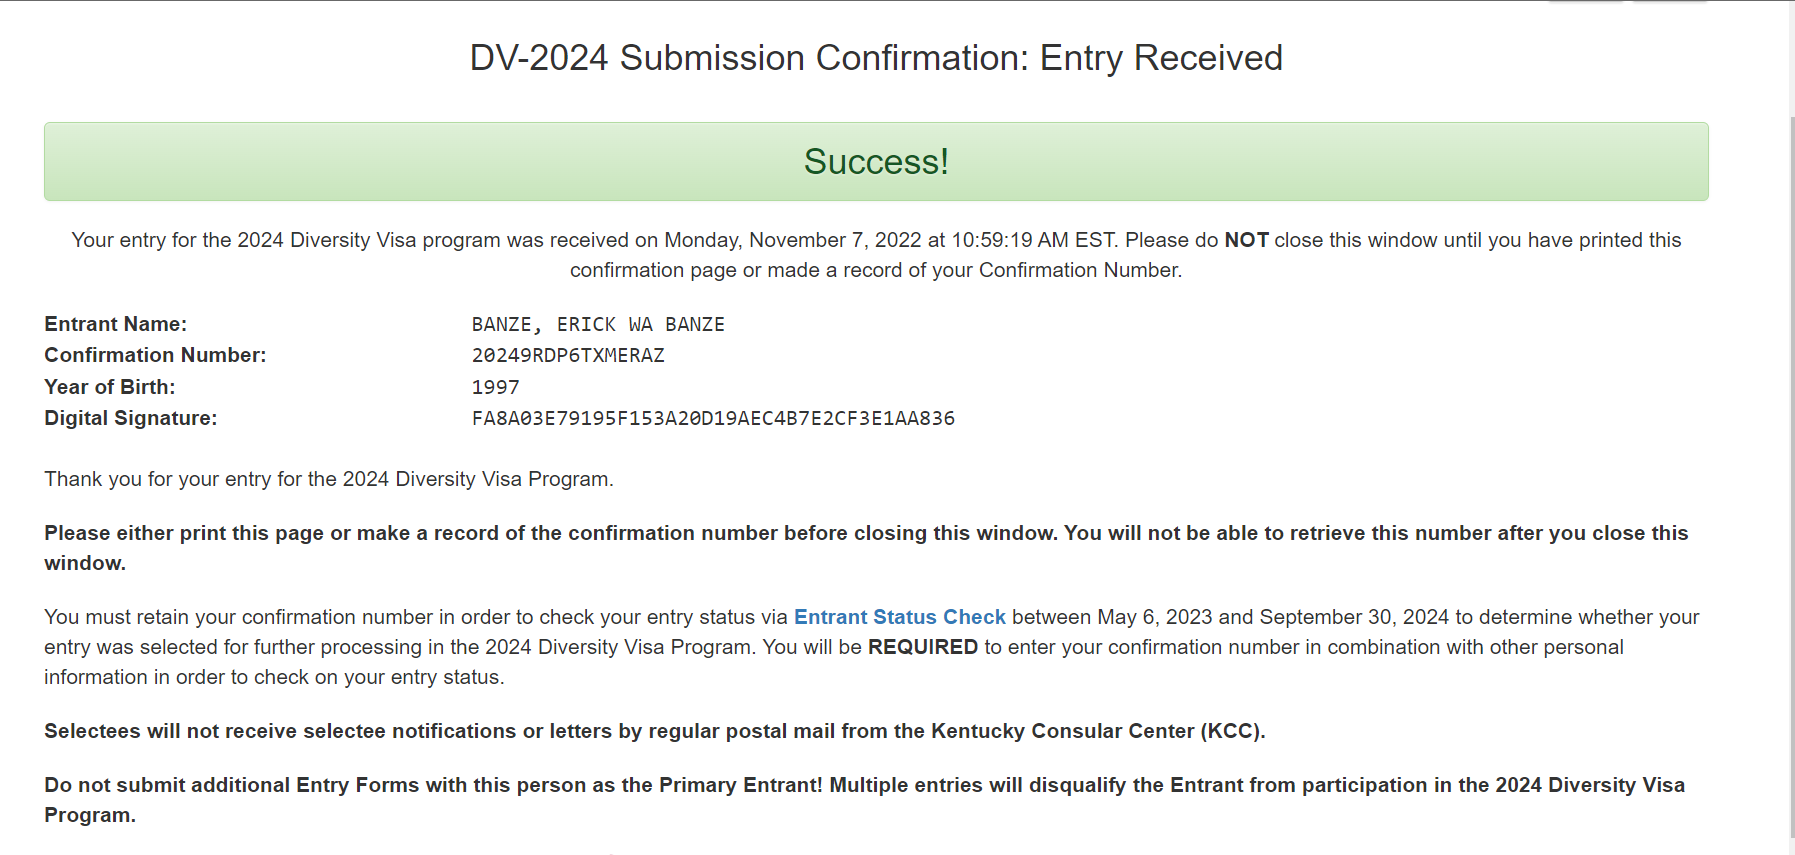 DV-2024 Submission Confirmation: Entry Received
Success!
Your entry for the 2024 Diversity Visa program was received on Monday, November 7, 2022 at 10:59:19 AM EST. Please do NOT close this window until you have printed this
confirmation page or made a record of your Confirmation Number.
Entrant Name: BANZE, ERICK WA BANZE
Confirmation Number: 20249RDP6TXMERAZ
Year of Birth: 1997
Digital Signature: FA8A03E79195F153A20D19AEC4B7E2CF3E1AA836
Thank you for your entry for the 2024 Diversity Visa Program.
Please either print this page or make a record of the confirmation number before closing this window. You will not be able to retrieve this number after you close this
window.
You must retain your confirmation number in order to check your entry status via Entrant Status Check between May 6, 2023 and September 30, 2024 to determine whether your
entry was selected for further processing in the 2024 Diversity Visa Program. You will be REQUIRED to enter your confirmation number in combination with other personal
information in order to check on your entry status.
Selectees will not receive selectee notifications or letters by regular postal mail from the Kentucky Consular Center (KCC).
Do not submit additional Entry Forms with this person as the Primary Entrant! Multiple entries will disqualify the Entrant from participation in the 2024 Diversity Visa
Program.